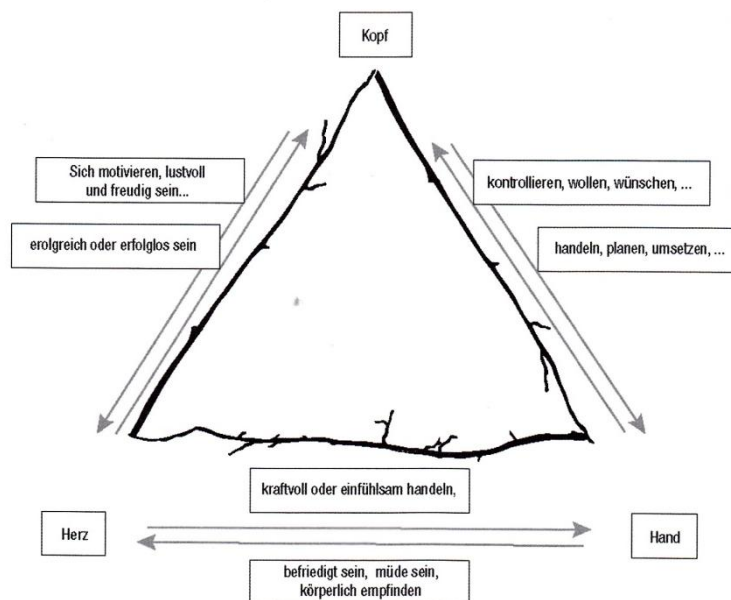 Kopf
Sich motivieren, lustvoll
und freudig sein...
kontrollieren, wollen, wünschen, ...
erolgreich oder erfolglos sein
handeln, planen, umsetzen, ...
kraftvoll oder einfühlsam handeln,
Herz
Hand
befriedigt sein, müde sein,
körperlich empfinden